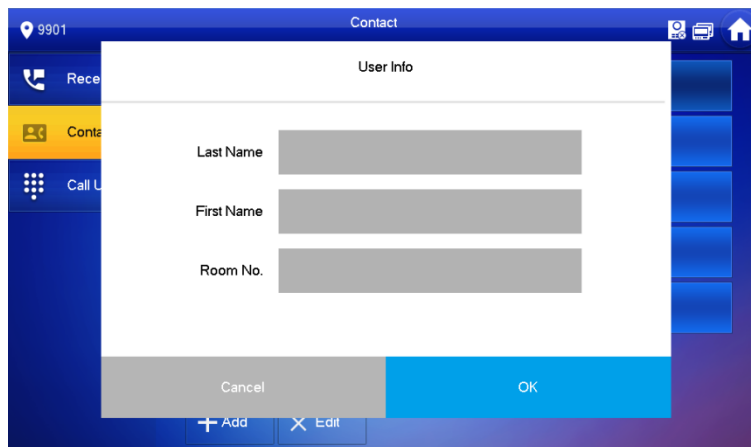 9901
Contact
Rece
Conta
Call U
User Info
Last Name
First Name
Room No.
Cancel
OK
Add
Edit